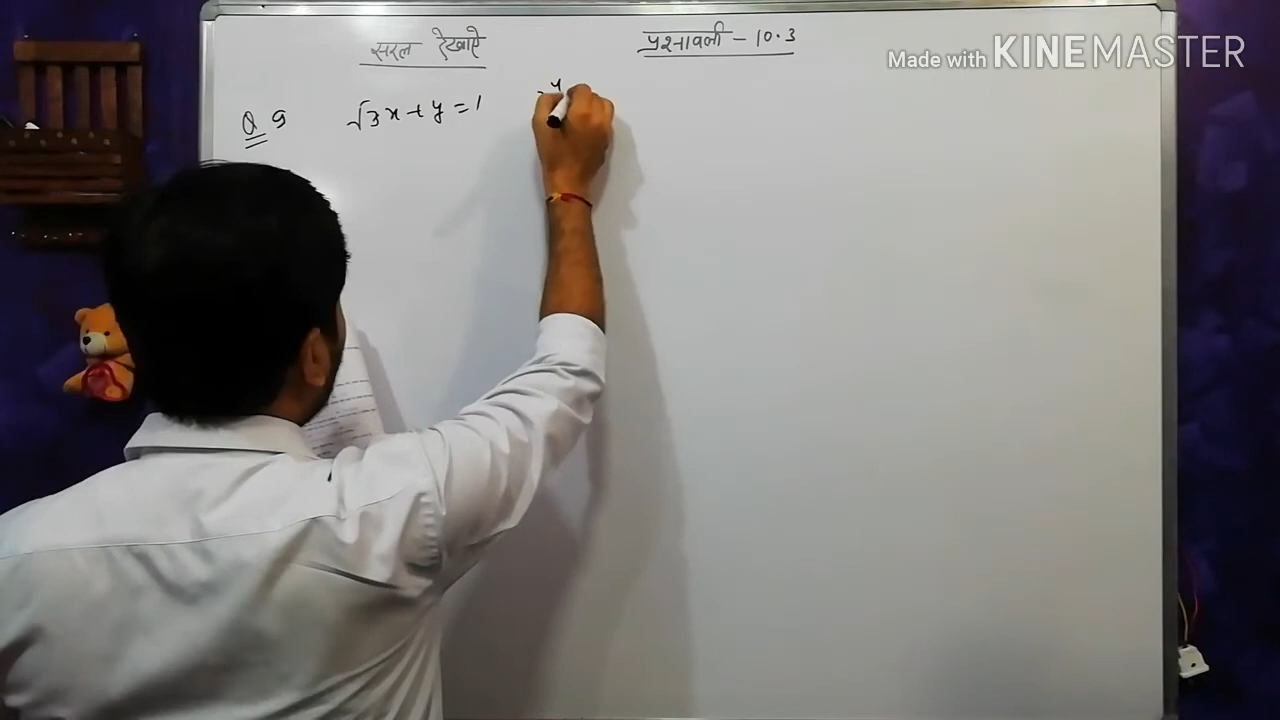 सरल रेखाऐ प्रश्नावली - 10.3
Made with KINEMASTER
Q 9 √3x + y = 1